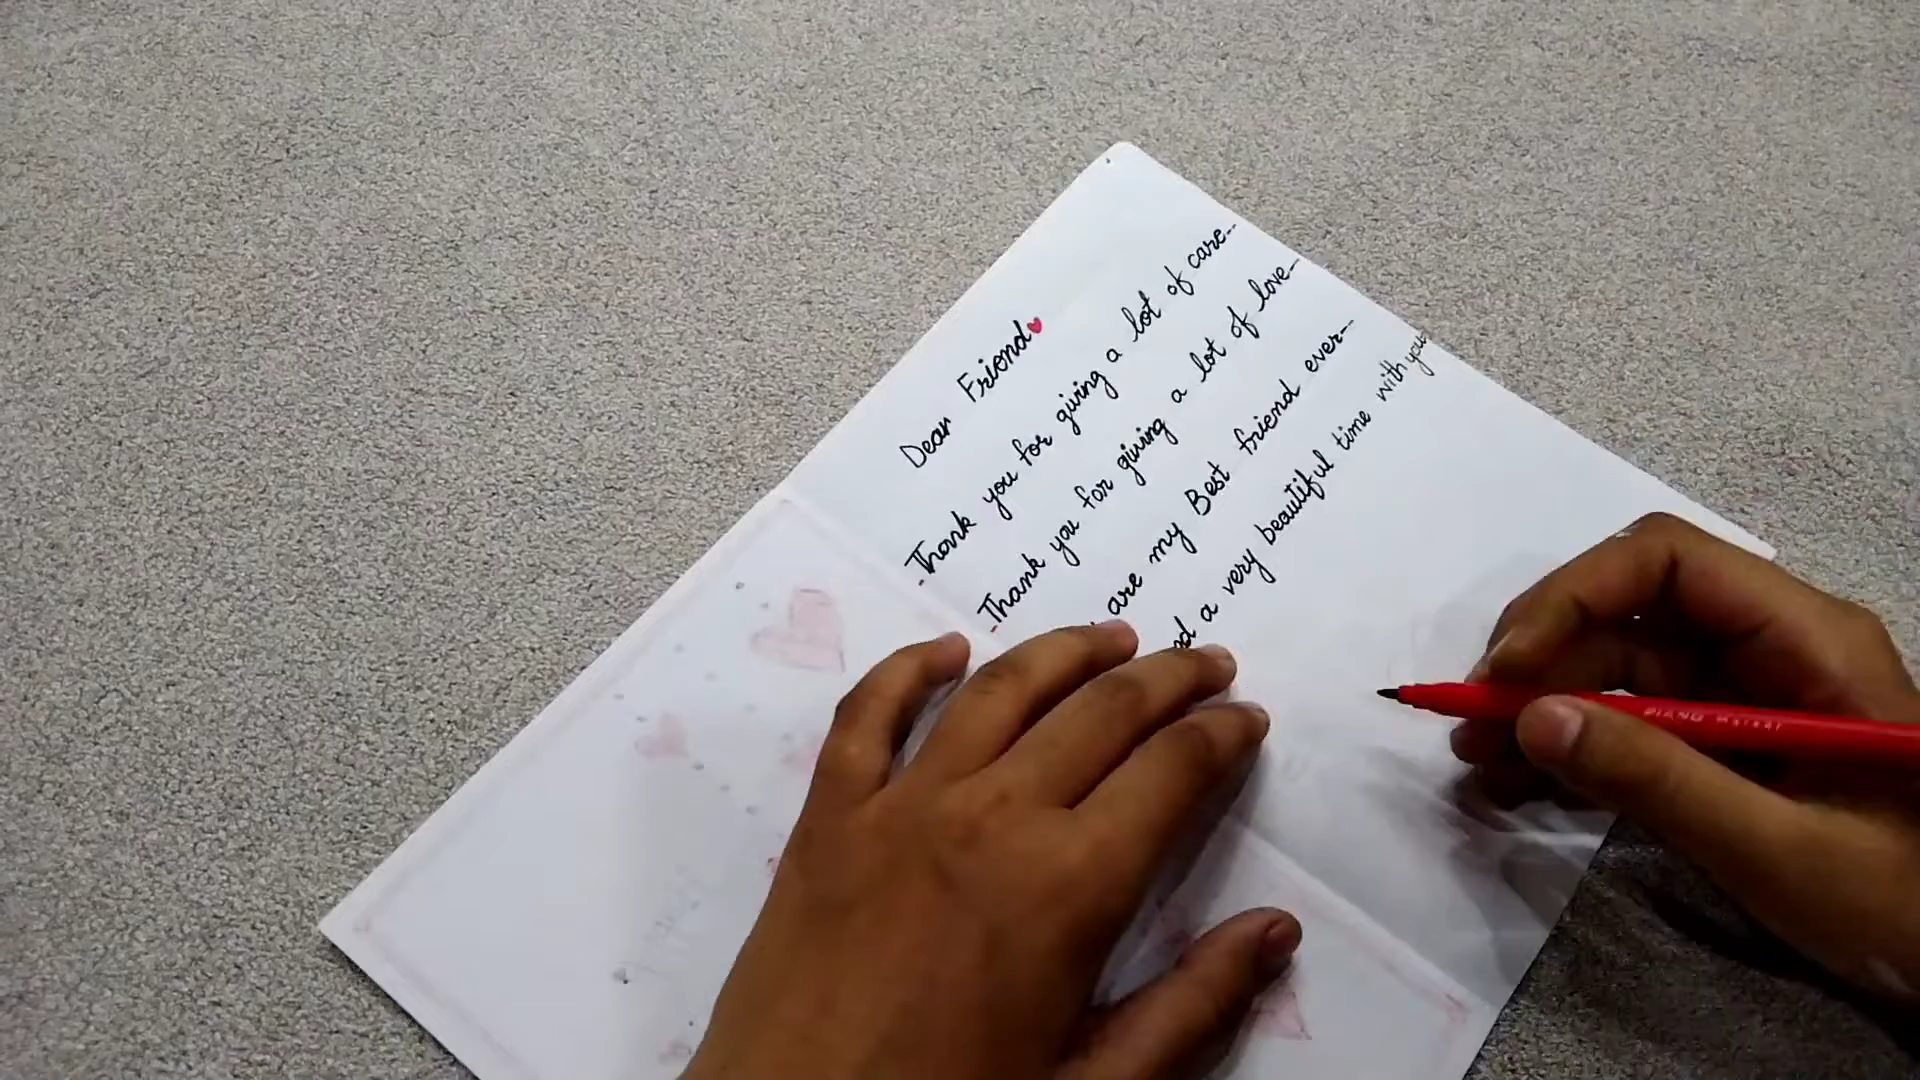 Dear Friend
Thank you for giving a lot of care...
Thank you for giving a lot of love...
are my Best friend ever...
a very beautiful time with you
PIANO